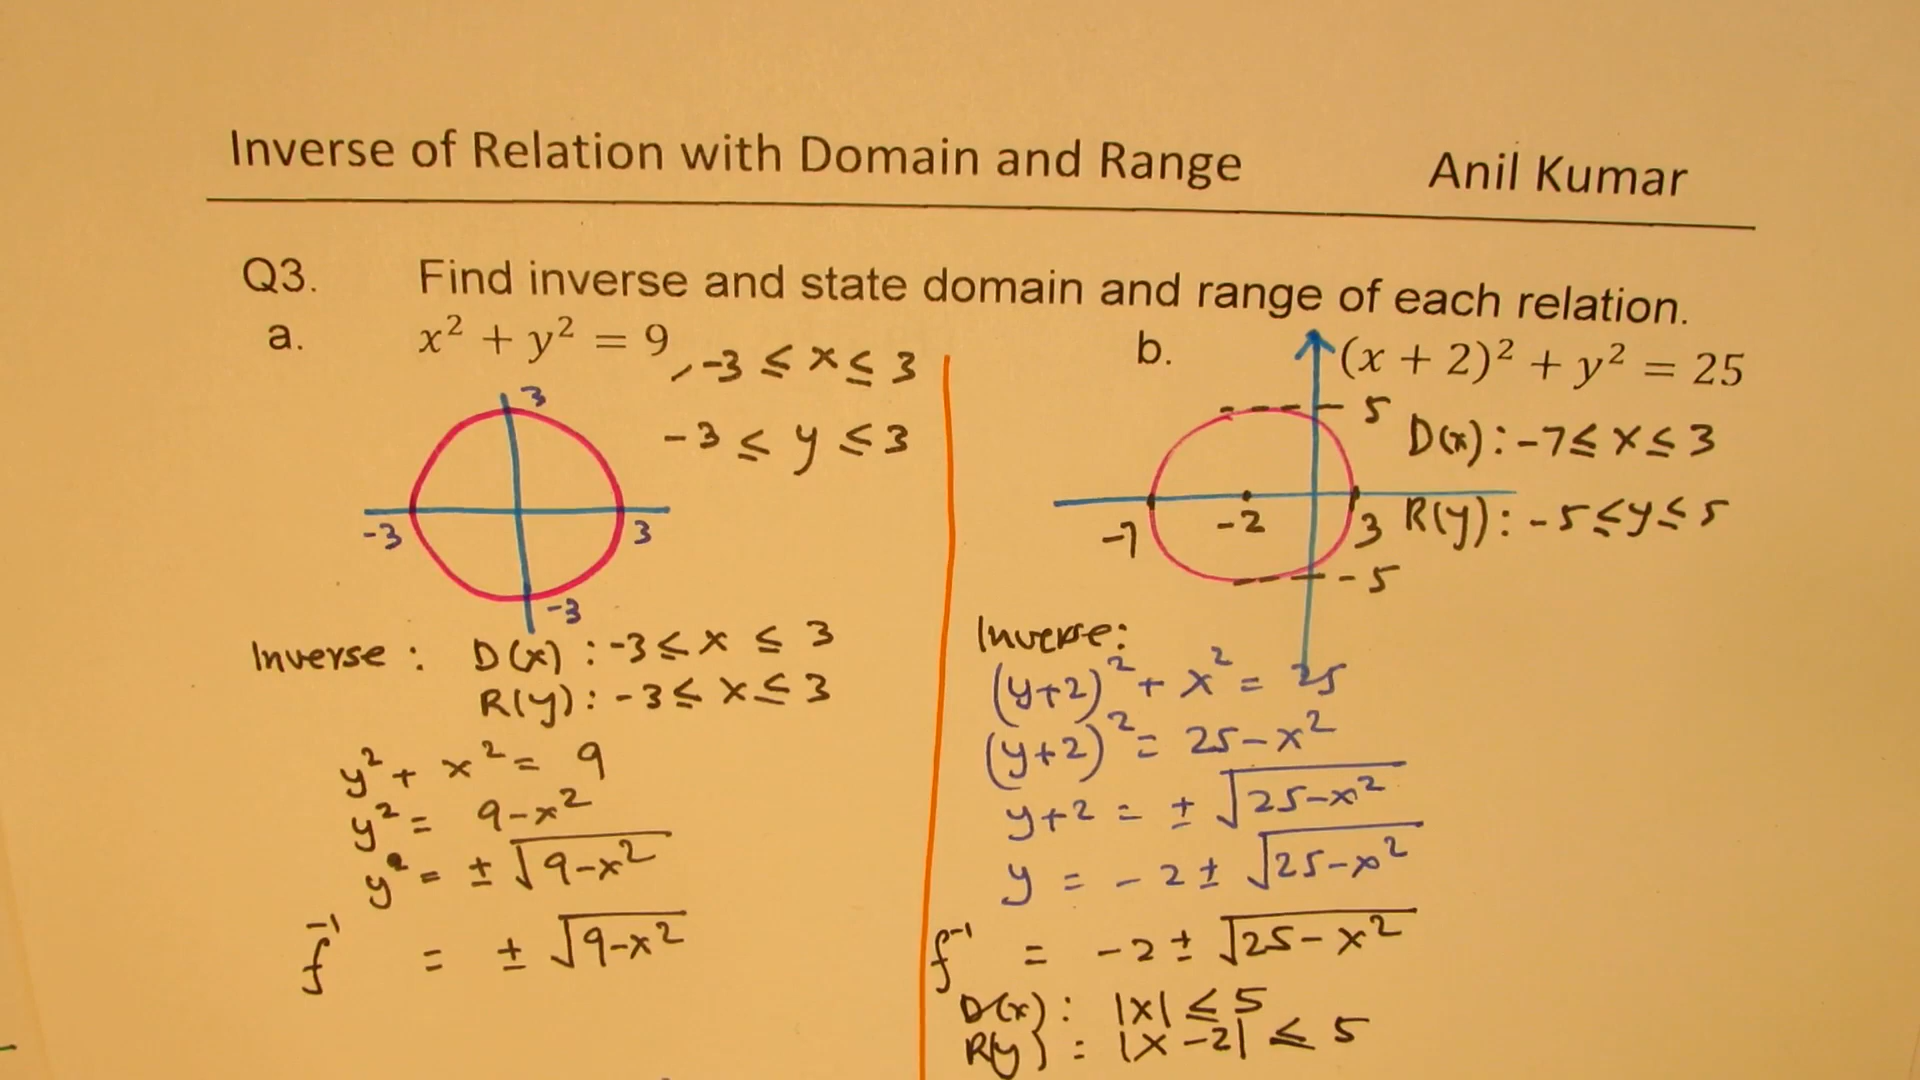 Inverse of Relation with Domain and Range Anil Kumar
Q3. Find inverse and state domain and range of each relation.
a. x² + y² = 9, -3 ≤ x ≤ 3
-3 ≤ y ≤ 3
3
-3
3
-3
Inverse : D(x) : -3 ≤ x ≤ 3
R(y) : -3 ≤ x ≤ 3
y² + x² = 9
y² = 9-x²
y² = ± √(9-x²)
f⁻¹ = ± √(9-x²)
b. (x + 2)² + y² = 25
5
D(x) : -7 ≤ x ≤ 3
-7
-2
3
R(y) : -5 ≤ y ≤ 5
-5
Inverse:
(y+2)² + x² = 25
(y+2)² = 25-x²
y+2 = ± √(25-x²)
y = -2 ± √(25-x²)
f⁻¹ = -2 ± √(25-x²)
D(x) : |x| ≤ 5
R(y} : |x -2| ≤ 5